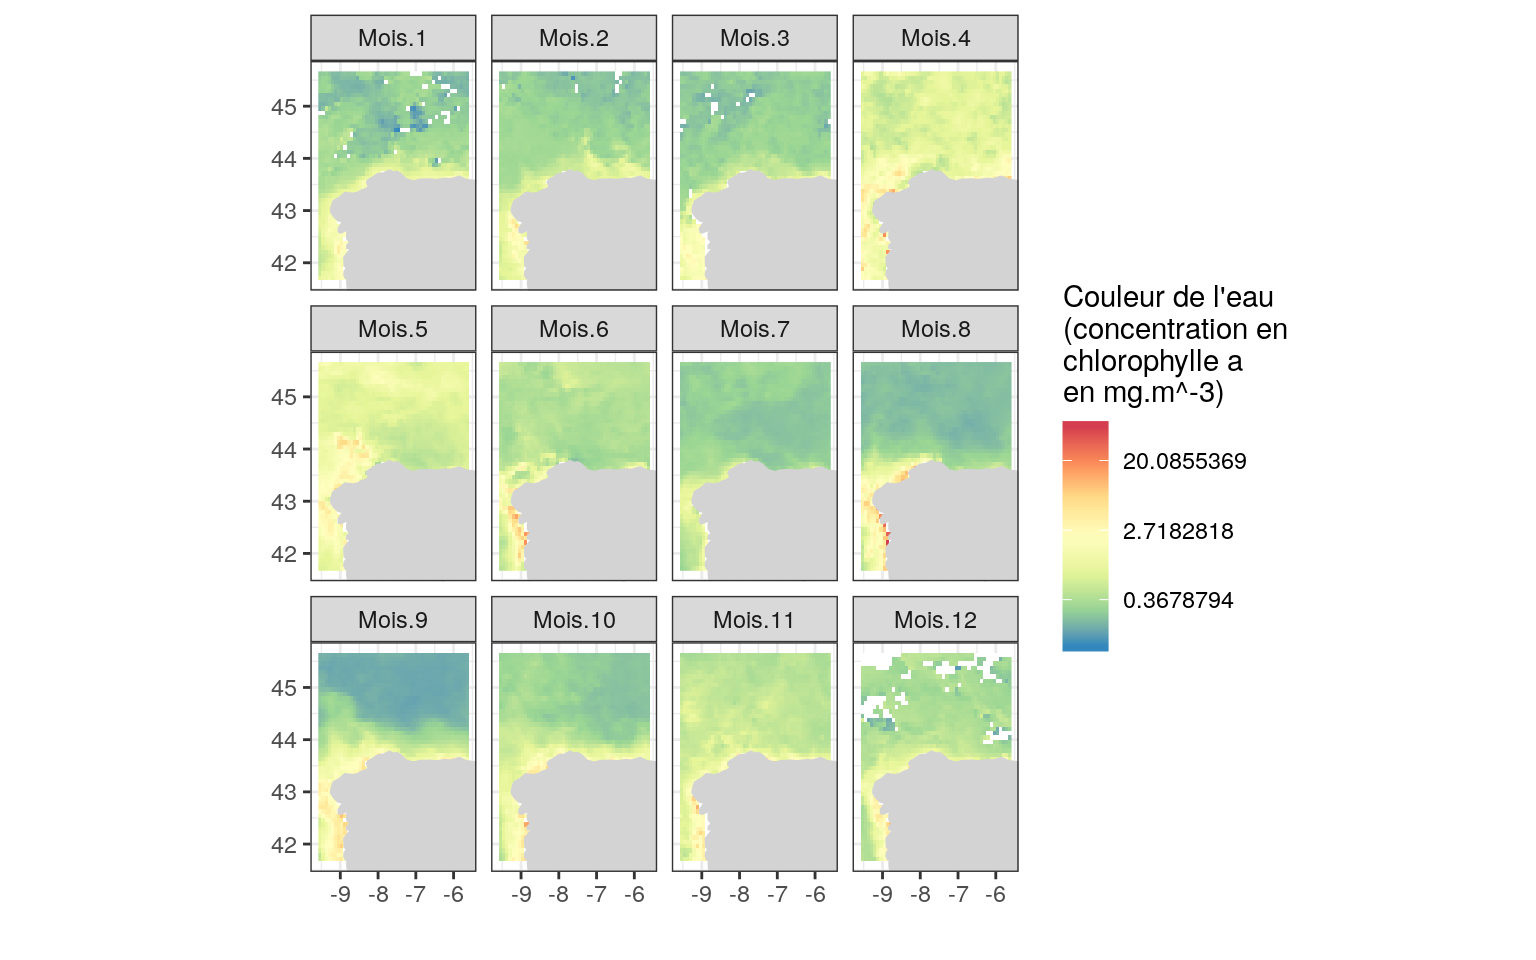 Mois.1 Mois.2 Mois.3 Mois.4
45
44
43
42
Mois.5 Mois.6 Mois.7 Mois.8
45
44
43
42
Mois.9 Mois.10 Mois.11 Mois.12
45
44
43
42
-9 -8 -7 -6 -9 -8 -7 -6 -9 -8 -7 -6 -9 -8 -7 -6
Couleur de l'eau
(concentration en
chlorophylle a
en mg.m^-3)
20.0855369
2.7182818
0.3678794